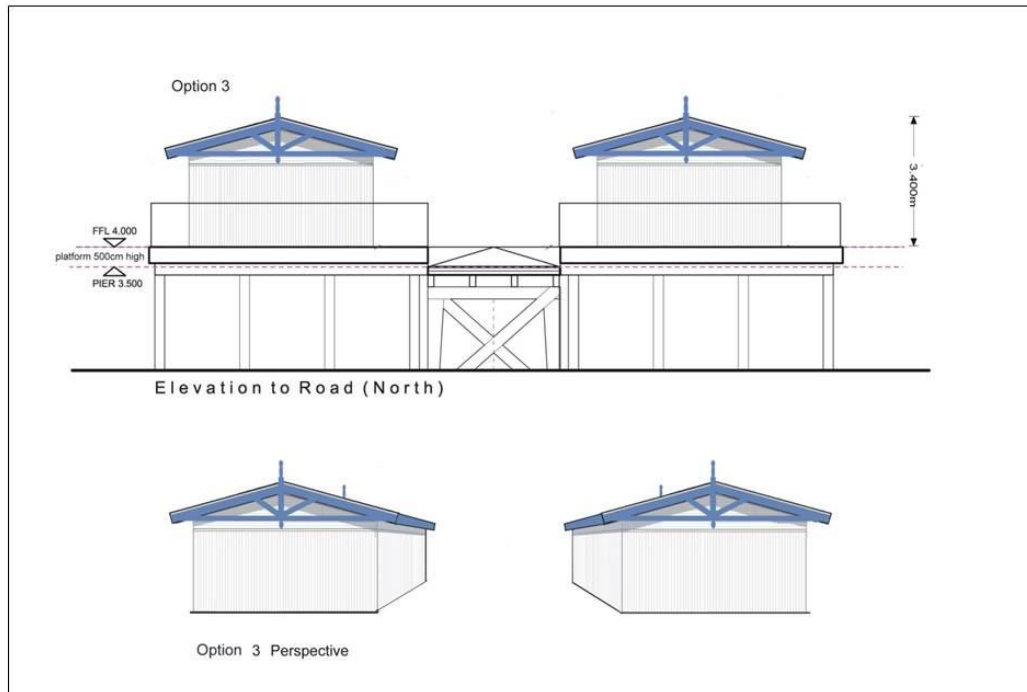 Option 3
FFL 4.000
platform 500cm high
PIER 3.500
3.400m
Elevation to Road (North)
Option 3 Perspective